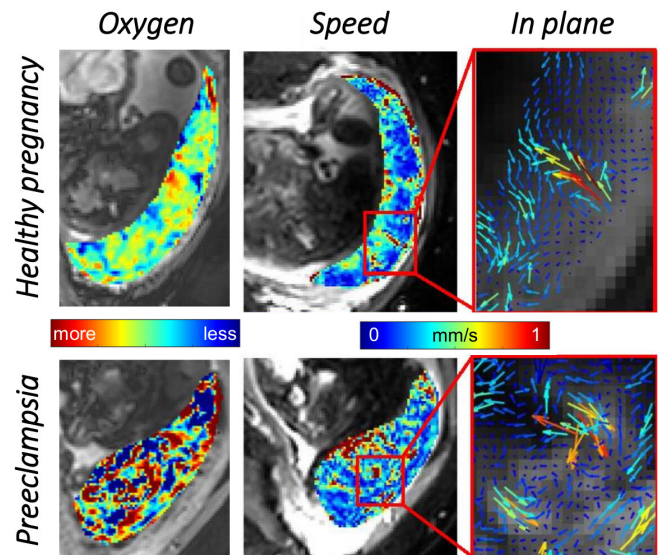 Oxygen Speed In plane
Healthy pregnancy
more less 0 mm/s 1
Preeclampsia